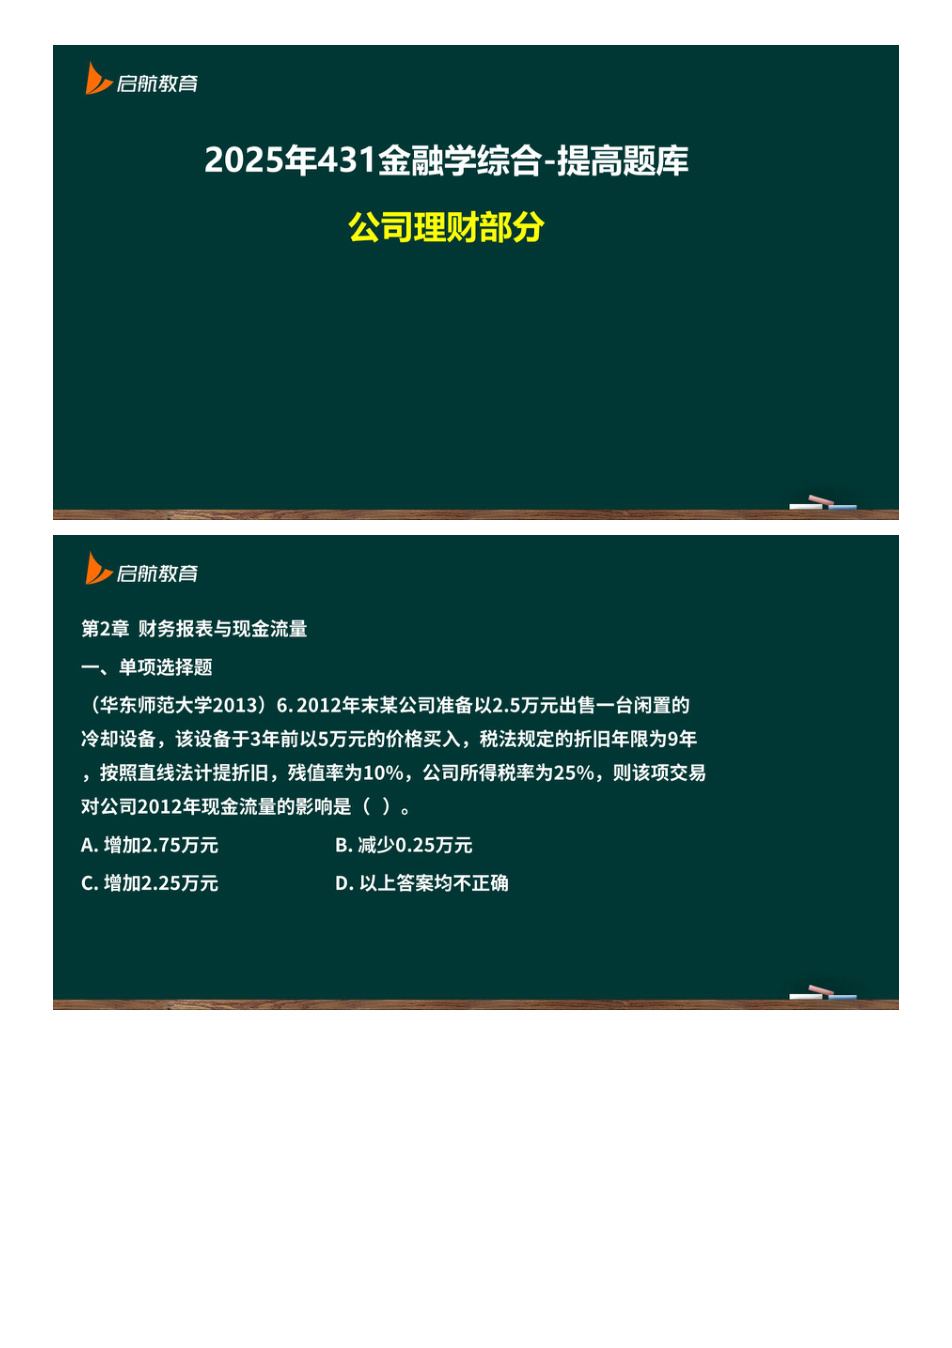 启航教育
2025年431金融学综合-提高题库
公司理财部分
启航教育
第2章 财务报表与现金流量
一、单项选择题
（华东师范大学2013）6. 2012年末某公司准备以2.5万元出售一台闲置的
冷却设备，该设备于3年前以5万元的价格买入，税法规定的折旧年限为9年
，按照直线法计提折旧，残值率为10%，公司所得税率为25%，则该项交易
对公司2012年现金流量的影响是（ ）。
A. 增加2.75万元 B. 减少0.25万元
C. 增加2.25万元 D. 以上答案均不正确